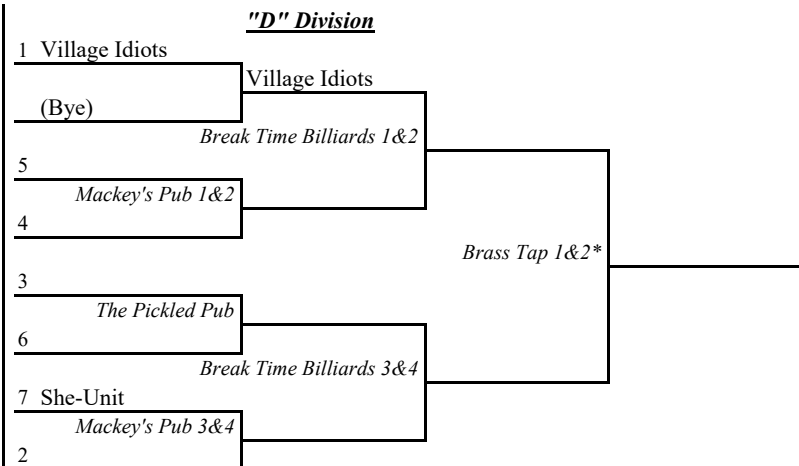 "D" Division
1 Village Idiots
Village Idiots
(Bye)
Break Time Billiards 1&2
5
Mackey's Pub 1&2
4
Brass Tap 1&2*
3
The Pickled Pub
6
Break Time Billiards 3&4
7 She-Unit
Mackey's Pub 3&4
2